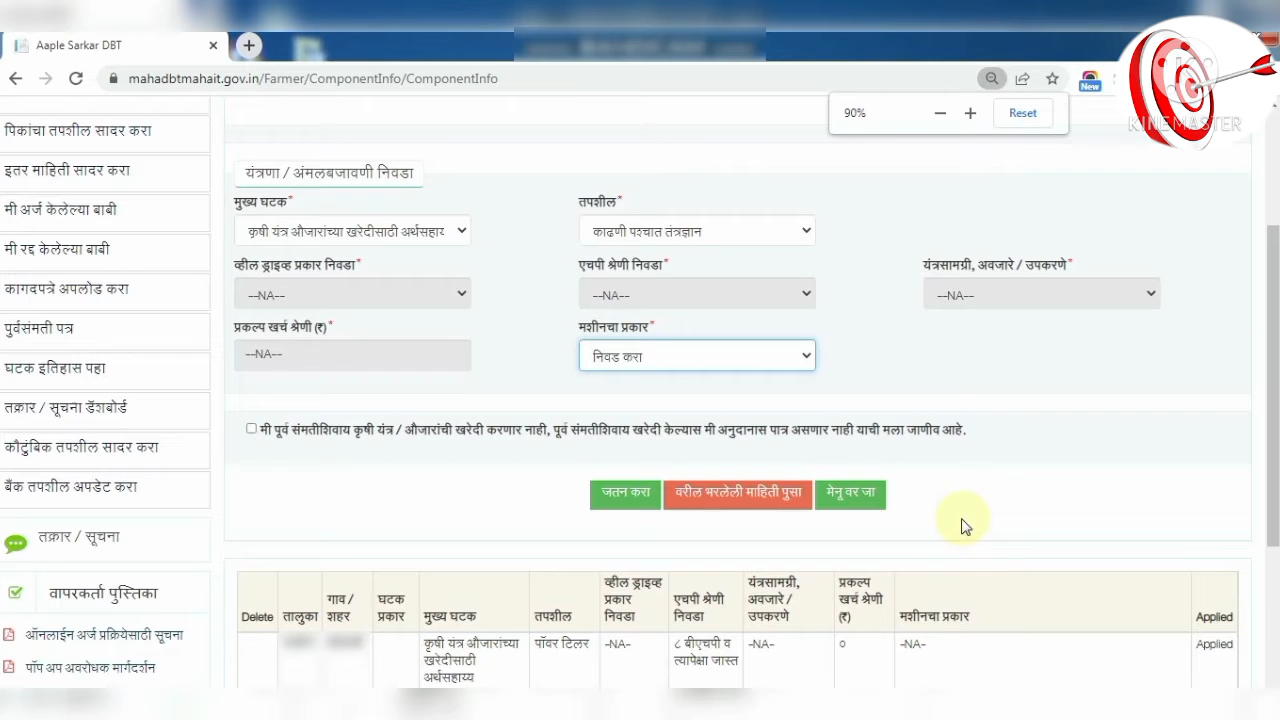 Aaple Sarkar DBT
mahadbtmahait.gov.in/Farmer/ComponentInfo/ComponentInfo
New
KINEMASTER
90%
Reset
पिकांचा तपशील सादर करा
इतर माहिती सादर करा
मी अर्ज केलेल्या बाबी
मी रद्द केलेल्या बाबी
कागदपत्रे अपलोड करा
पुर्वसंमती पत्र
घटक इतिहास पहा
तक्रार / सूचना डॅशबोर्ड
कौटुंबिक तपशील सादर करा
बँक तपशील अपडेट करा
तक्रार / सूचना
वापरकर्ता पुस्तिका
ऑनलाईन अर्ज प्रक्रियेसाठी सूचना
पॉप अप अवरोधक मार्गदर्शन
यंत्रणा / अंमलबजावणी निवडा
मुख्य घटक* तपशील*
कृषी यंत्र औजारांच्या खरेदीसाठी अर्थसहाय काढणी पश्चात तंत्रज्ञान
व्हील ड्राइव्ह प्रकार निवडा* एचपी श्रेणी निवडा* यंत्रसामग्री, अवजारे / उपकरणे*
--NA-- --NA-- --NA--
प्रकल्प खर्च श्रेणी (₹)* मशीनचा प्रकार*
--NA-- निवड करा
मी पूर्व संमतीशिवाय कृषी यंत्र / औजारांची खरेदी करणार नाही, पूर्व संमतीशिवाय खरेदी केल्यास मी अनुदानास पात्र असणार नाही याची मला जाणीव आहे.
जतन करा वरील भरलेली माहिती पुसा मेनू वर जा
Delete तालुका गाव / शहर घटक प्रकार मुख्य घटक तपशील व्हील ड्राइव्ह प्रकार निवडा एचपी श्रेणी निवडा यंत्रसामग्री, अवजारे / उपकरणे प्रकल्प खर्च श्रेणी (₹) मशीनचा प्रकार Applied
कृषी यंत्र औजारांच्या खरेदीसाठी अर्थसहाय्य पॉवर टिलर -NA- ८ बीएचपी व त्यापेक्षा जास्त -NA- ० -NA- Applied